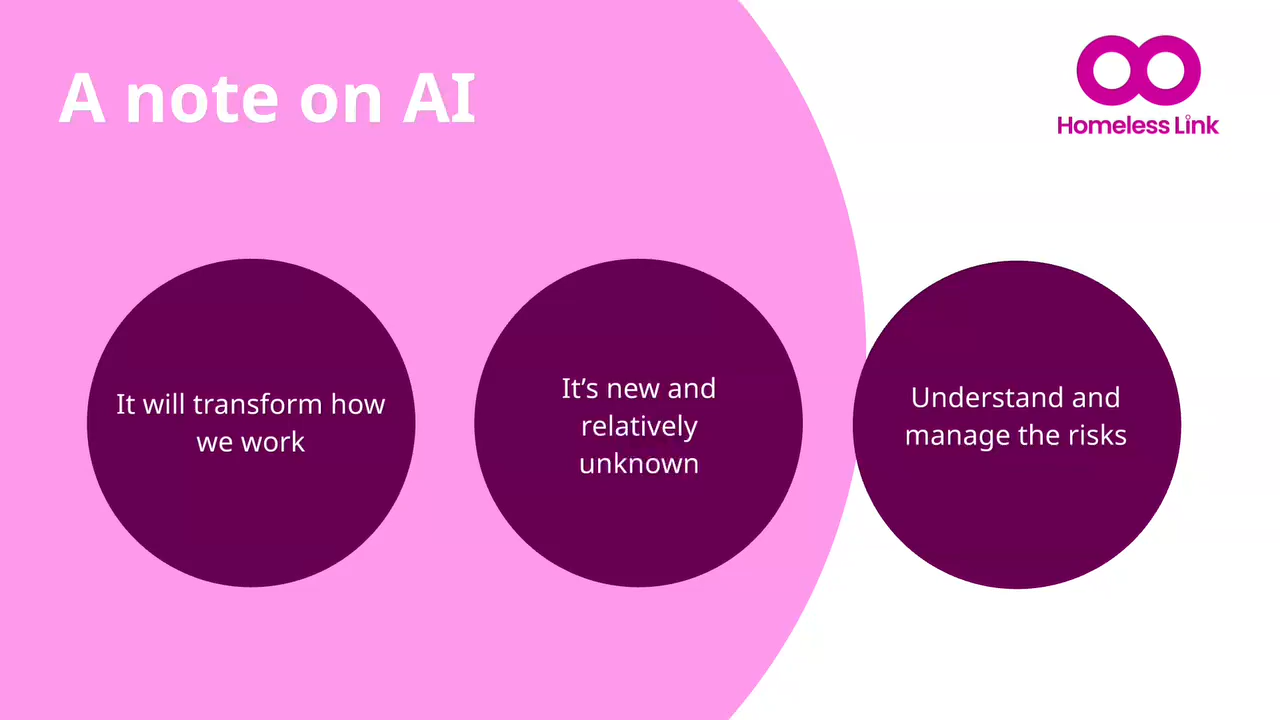 A note on AI
Homeless Link
It will transform how
we work
It’s new and
relatively
unknown
Understand and
manage the risks